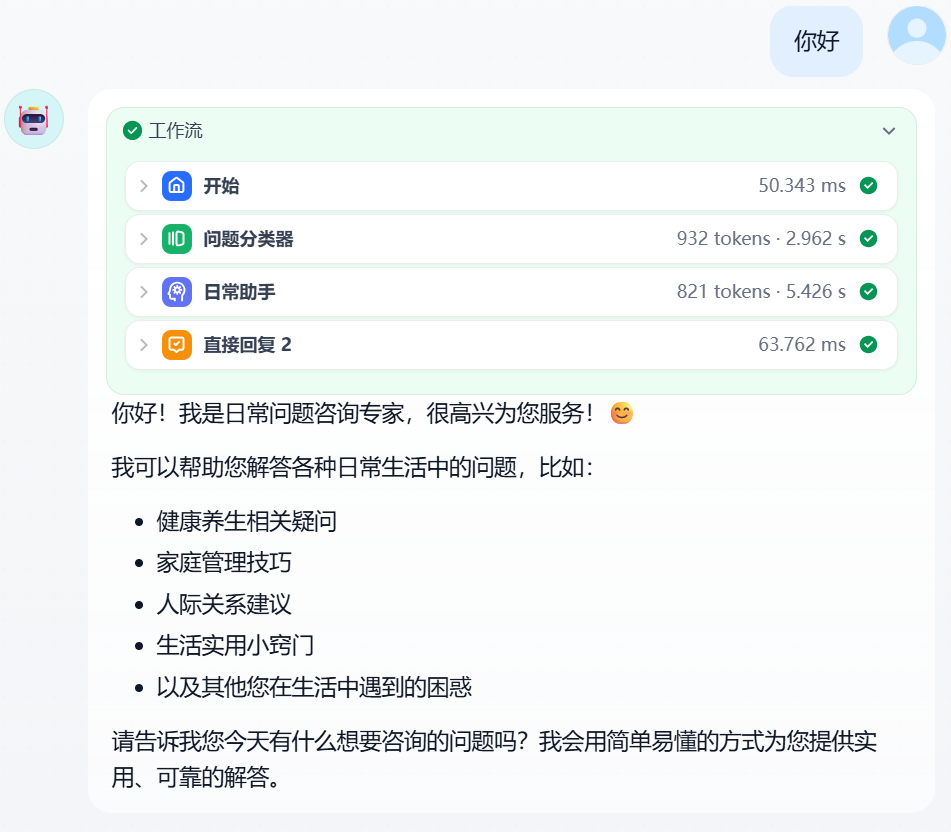 你好
工作流
开始 50.343 ms
问题分类器 932 tokens · 2.962 s
日常助手 821 tokens · 5.426 s
直接回复 2 63.762 ms
你好！我是日常问题咨询专家，很高兴为您服务！😊
我可以帮助您解答各种日常生活中的问题，比如：
• 健康养生相关疑问
• 家庭管理技巧
• 人际关系建议
• 生活实用小窍门
• 以及其他您在生活中遇到的困惑
请告诉我您今天有什么想要咨询的问题吗？我会用简单易懂的方式为您提供实
用、可靠的解答。